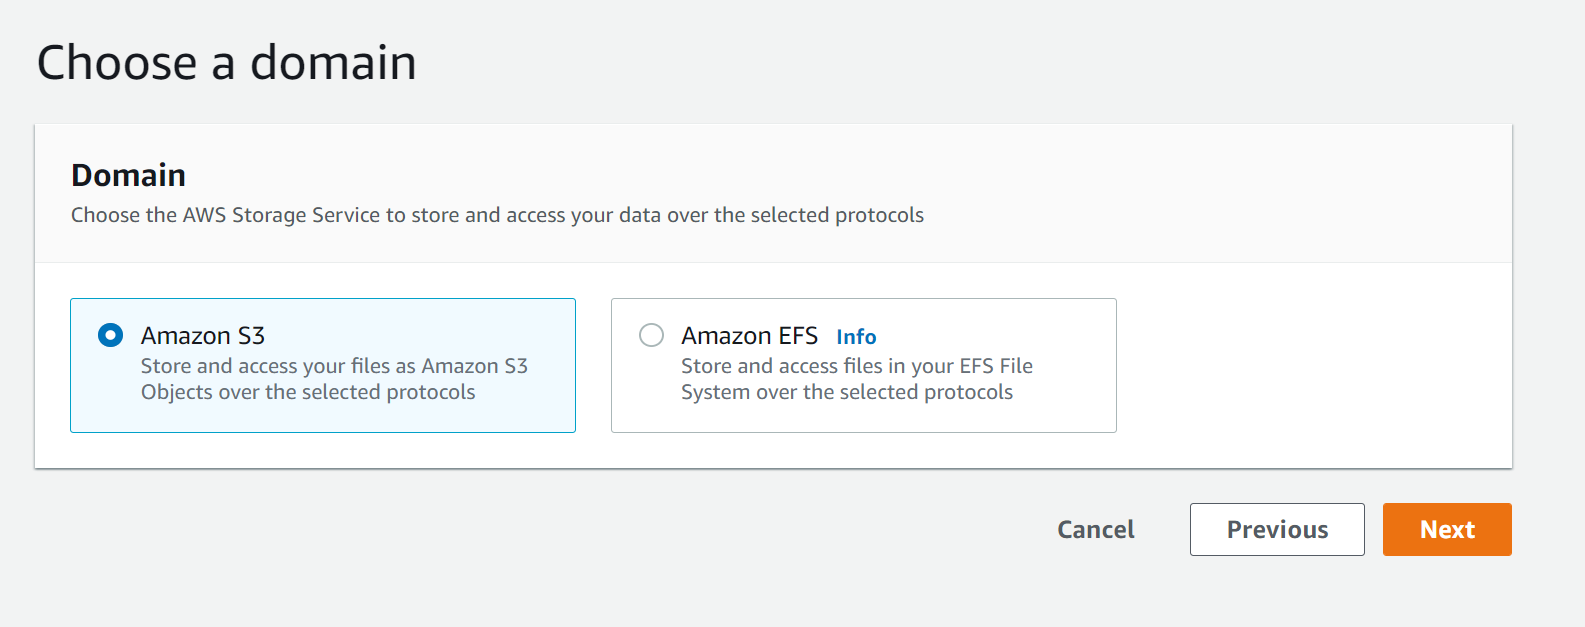 Choose a domain
Domain
Choose the AWS Storage Service to store and access your data over the selected protocols
Amazon S3
Store and access your files as Amazon S3
Objects over the selected protocols
Amazon EFS Info
Store and access files in your EFS File
System over the selected protocols
Cancel Previous Next